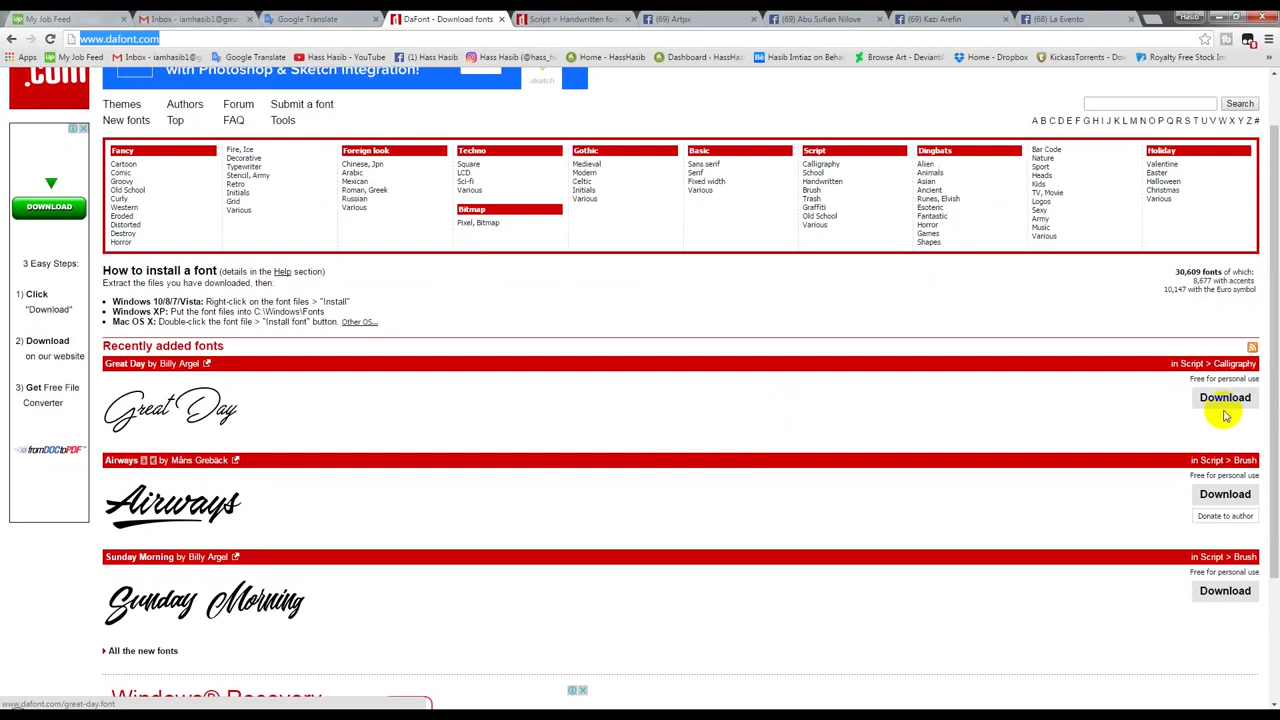 My Job Feed
Inbox - iamhasib1@gm
Google Translate
DaFont - Download fonts
Script > Handwritten fo
(69) Artpx
(69) Abu Sufian Nilove
(69) Kazi Arefin
(68) La Evento
Hasib
www.dafont.com
Apps
My Job Feed
Inbox - iamhasib1@g
Google Translate
Hass Hasib - YouTube
(1) Hass Hasib
Hass Hasib (@hass_h
Home - HassHasib
Dashboard ‹ HassHas
Hasib Imtiaz on Beha
Browse Art - DeviantA
Home - Dropbox
KickassTorrents - Dow
Royalty Free Stock Im
.com
with Photoshop & Sketch integration!
.sketch
Themes Authors Forum Submit a font
New fonts Top FAQ Tools
Search
A B C D E F G H I J K L M N O P Q R S T U V W X Y Z #
Fancy
Cartoon
Comic
Groovy
Old School
Curly
Western
Eroded
Distorted
Destroy
Horror
Fire, Ice
Decorative
Typewriter
Stencil, Army
Retro
Initials
Grid
Various
Foreign look
Chinese, Jpn
Arabic
Mexican
Roman, Greek
Russian
Various
Techno
Square
LCD
Sci-fi
Various
Bitmap
Pixel, Bitmap
Gothic
Medieval
Modern
Celtic
Initials
Various
Basic
Sans serif
Serif
Fixed width
Various
Script
Calligraphy
School
Handwritten
Brush
Trash
Graffiti
Old School
Various
Dingbats
Alien
Animals
Asian
Ancient
Runes, Elvish
Esoteric
Fantastic
Horror
Games
Shapes
Bar Code
Nature
Sport
Heads
Kids
TV, Movie
Logos
Sexy
Army
Music
Various
Holiday
Valentine
Easter
Halloween
Christmas
Various
DOWNLOAD
3 Easy Steps:
1) Click
"Download"
2) Download
on our website
3) Get Free File
Converter
fromDOCtoPDF
How to install a font (details in the Help section)
Extract the files you have downloaded, then:
Windows 10/8/7/Vista: Right-click on the font files > "Install"
Windows XP: Put the font files into C:\Windows\Fonts
Mac OS X: Double-click the font file > "Install font" button. Other OS...
30,609 fonts of which:
8,677 with accents
10,147 with the Euro symbol
Recently added fonts
Great Day by Billy Argel
in Script > Calligraphy
Free for personal use
Great Day
Download
Airways à € by Måns Grebäck
in Script > Brush
Free for personal use
Airways
Download
Donate to author
Sunday Morning by Billy Argel
in Script > Brush
Free for personal use
Sunday Morning
Download
All the new fonts
Windows® Recovery
www.dafont.com/great-day.font